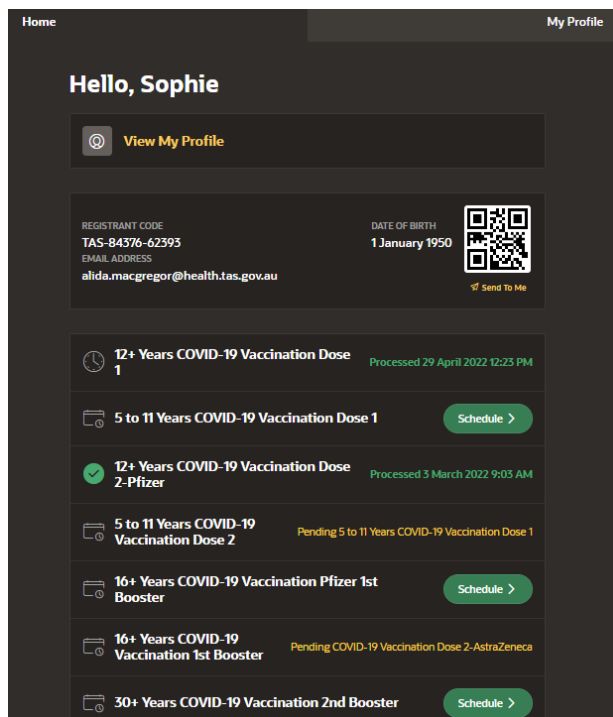 Home My Profile
Hello, Sophie
View My Profile
REGISTRANT CODE
TAS-84376-62393
EMAIL ADDRESS
alida.macgregor@health.tas.gov.au
DATE OF BIRTH
1 January 1950
Send To Me
12+ Years COVID-19 Vaccination Dose
1
Processed 29 April 2022 12:23 PM
5 to 11 Years COVID-19 Vaccination Dose 1
Schedule >
12+ Years COVID-19 Vaccination Dose
2-Pfizer
Processed 3 March 2022 9:03 AM
5 to 11 Years COVID-19
Vaccination Dose 2
Pending 5 to 11 Years COVID-19 Vaccination Dose 1
16+ Years COVID-19 Vaccination Pfizer 1st
Booster
Schedule >
16+ Years COVID-19
Vaccination 1st Booster
Pending COVID-19 Vaccination Dose 2-AstraZeneca
30+ Years COVID-19 Vaccination 2nd Booster
Schedule >